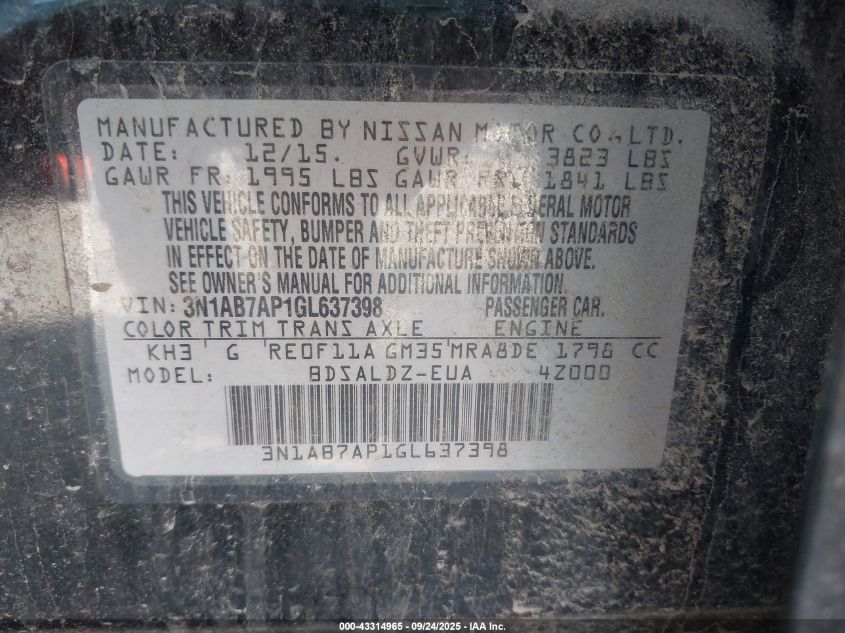 MANUFACTURED BY NISSAN MOTOR CO., LTD.
DATE: 12/15. GVWR: 3823 LBS
GAWR FR: 1995 LBS GAWR RR: 1841 LBS
THIS VEHICLE CONFORMS TO ALL APPLICABLE FEDERAL MOTOR
VEHICLE SAFETY, BUMPER AND THEFT PREVENTION STANDARDS
IN EFFECT ON THE DATE OF MANUFACTURE SHOWN ABOVE.
SEE OWNER'S MANUAL FOR ADDITIONAL INFORMATION.
VIN: 3N1AB7AP1GL637398 PASSENGER CAR.
COLOR TRIM TRANS AXLE ENGINE
KH3 G RE0F11A GM35 MRA8DE 1798 CC
MODEL: BDSALDZ-EUA 42000
3N1AB7AP1GL637398
000-43314965 - 09/24/2025 - IAA Inc.